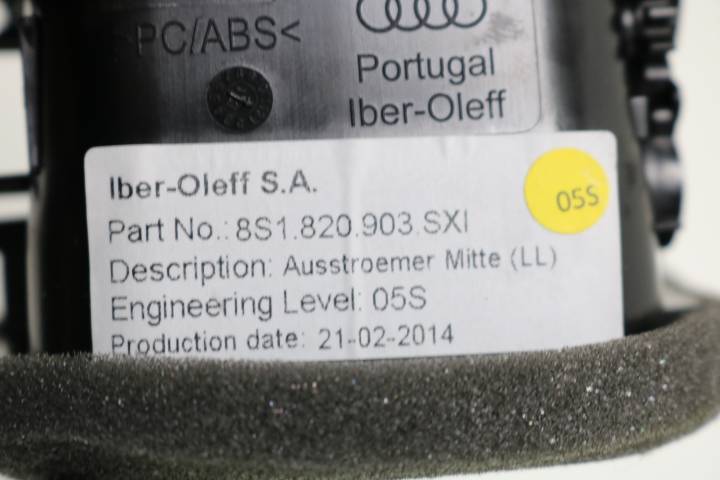 PC/ABS<
Portugal
Iber-Oleff
Iber-Oleff S.A.
05S
Part No.: 8S1.820.903.SXI
Description: Ausstroemer Mitte (LL)
Engineering Level: 05S
Production date: 21-02-2014